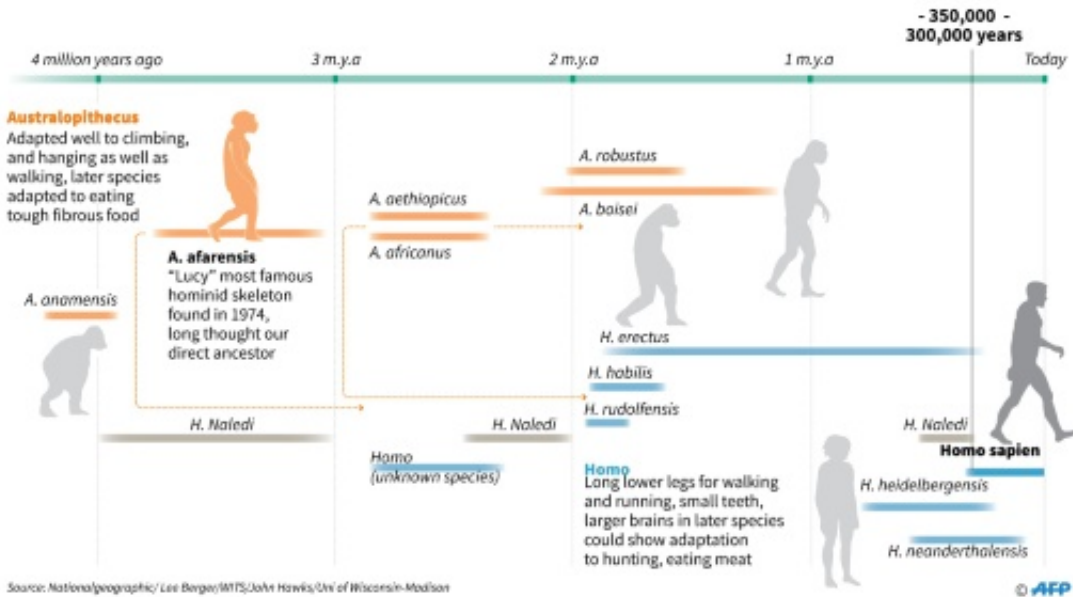 - 350,000 -
300,000 years
4 million years ago
3 m.y.a
2 m.y.a
1 m.y.a
Today
Australopithecus
Adapted well to climbing,
and hanging as well as
walking, later species
adapted to eating
tough fibrous food
A. robustus
A. aethiopicus
A. boisei
A. africanus
A. afarensis
"Lucy" most famous
hominid skeleton
found in 1974,
long thought our
direct ancestor
A. anamensis
H. erectus
H. habilis
H. rudolfensis
H. Naledi
H. Naledi
H. Naledi
Homo sapien
Homo
(unknown species)
Homo
Long lower legs for walking
and running, small teeth,
larger brains in later species
could show adaptation
to hunting, eating meat
H. heidelbergensis
H. neanderthalensis
Source: Nationalgeographic/ Lee Berger/WITS/John Hawks/Uni of Wisconsin-Madison
© AFP